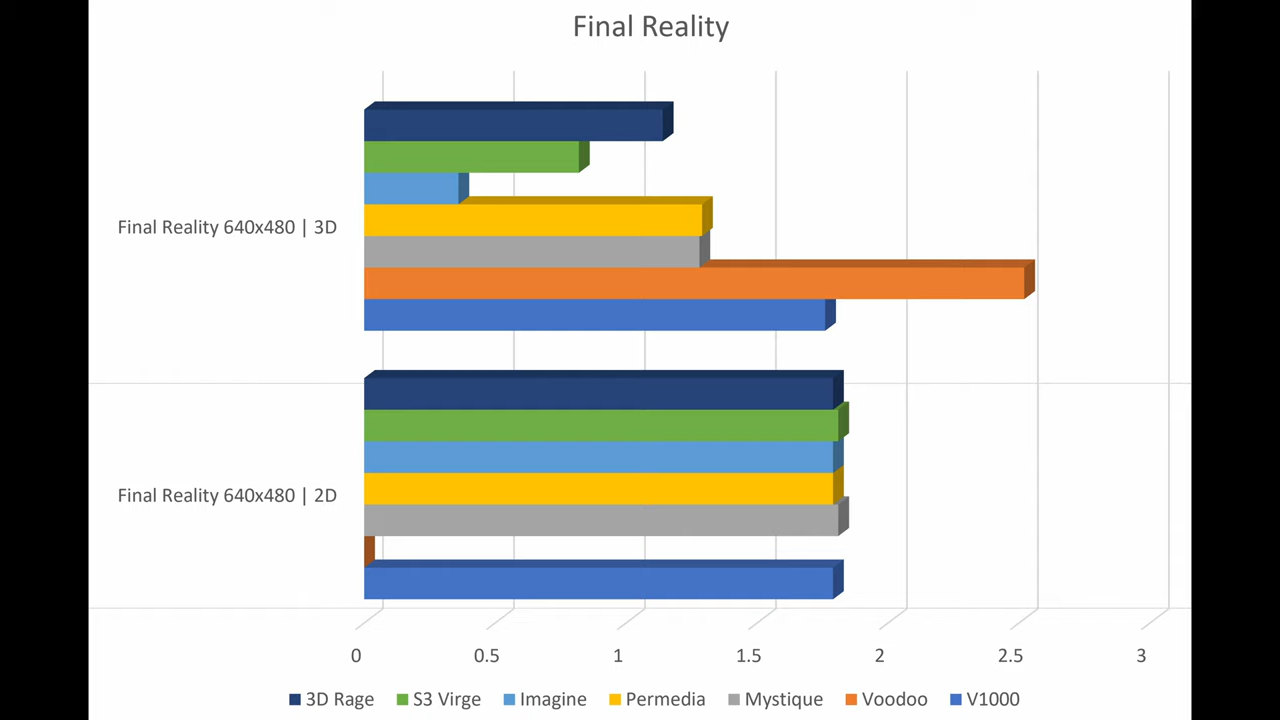 Final Reality
Final Reality 640x480 | 3D
Final Reality 640x480 | 2D
0 0.5 1 1.5 2 2.5 3
3D Rage S3 Virge Imagine Permedia Mystique Voodoo V1000